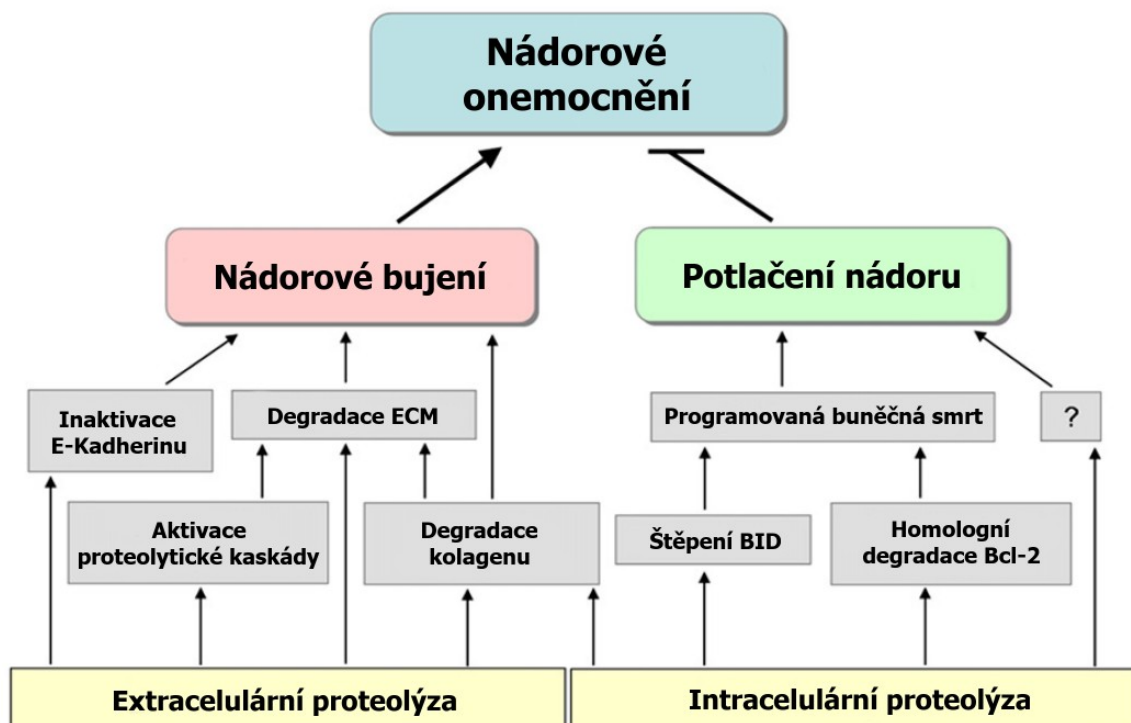 Nádorové
onemocnění
Nádorové bujení
Potlačení nádoru
Inaktivace
E-Kadherinu
Degradace ECM
Programovaná buněčná smrt
?
Aktivace
proteolytické kaskády
Degradace
kolagenu
Štěpení BID
Homologní
degradace Bcl-2
Extracelulární proteolýza
Intracelulární proteolýza